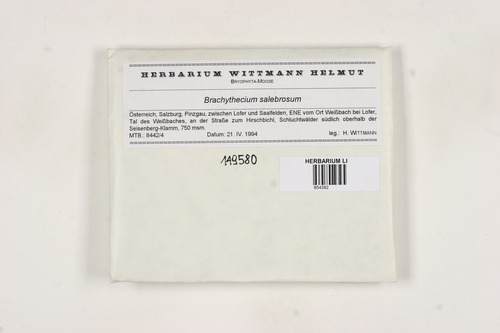 HERBARIUM WITTMANN HELMUT
BRYOPHYTA-MOOSE
Brachythecium salebrosum
Österreich, Salzburg, Pinzgau, zwischen Lofer und Saalfelden, ENE vom Ort Weißbach bei Lofer,
Tal des Weißbaches, an der Straße zum Hirschbichl, Schluchtwälder südlich oberhalb der
Seisenberg-Klamm, 750 msm.
MTB.: 8442/4 Datum: 21. IV. 1994 leg.: H. WITTMANN
149580
HERBARIUM LI
854382